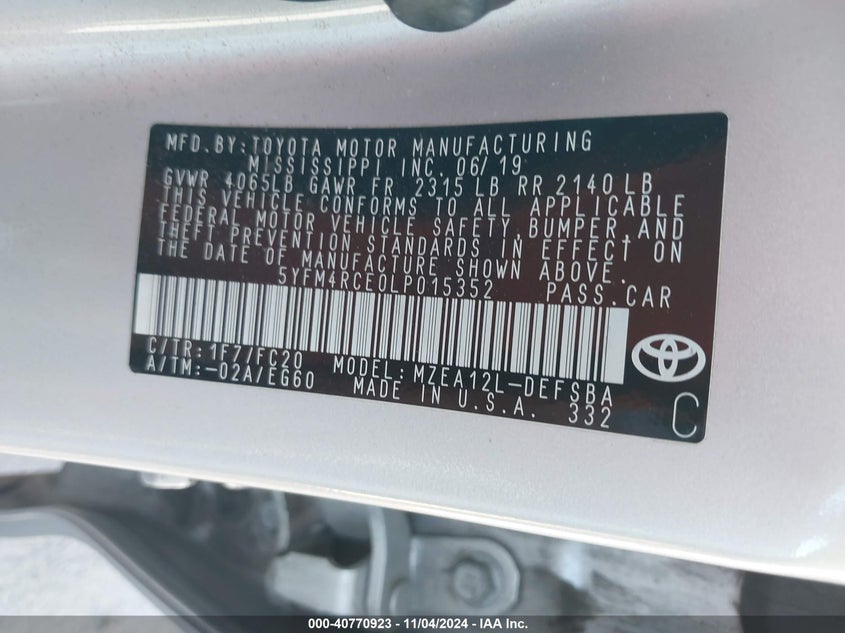 MFD.BY:TOYOTA MOTOR MANUFACTURING
MISSISSIPPI INC. 06/19
GVWR 4065LB GAWR FR 2315 LB RR 2140 LB
THIS VEHICLE CONFORMS TO ALL APPLICABLE
FEDERAL MOTOR VEHICLE SAFETY,BUMPER,AND
THEFT PREVENTION STANDARDS IN EFFECT ON
THE DATE OF MANUFACTURE SHOWN ABOVE.
5YFM4RCE0LP015352 PASS.CAR
C/TR:1F7/FC20 MODEL:MZEA12L-DEFSBA
A/TM:-02A/EG60 MADE IN U.S.A. 332
C
000-40770923 - 11/04/2024 - IAA Inc.